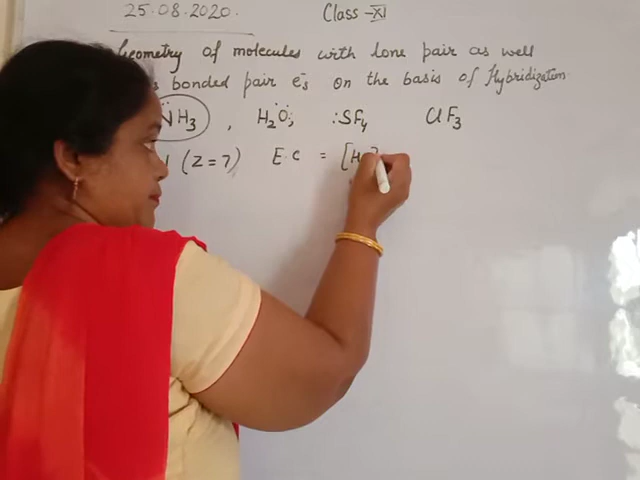 25.08.2020. Class - XI
Geometry of molecules with lone pair as well
bonded pair e⁻s on the basis of Hybridization
NH₃, H₂O:, :SF₄ ClF₃
(Z = 7) E.C = [He]